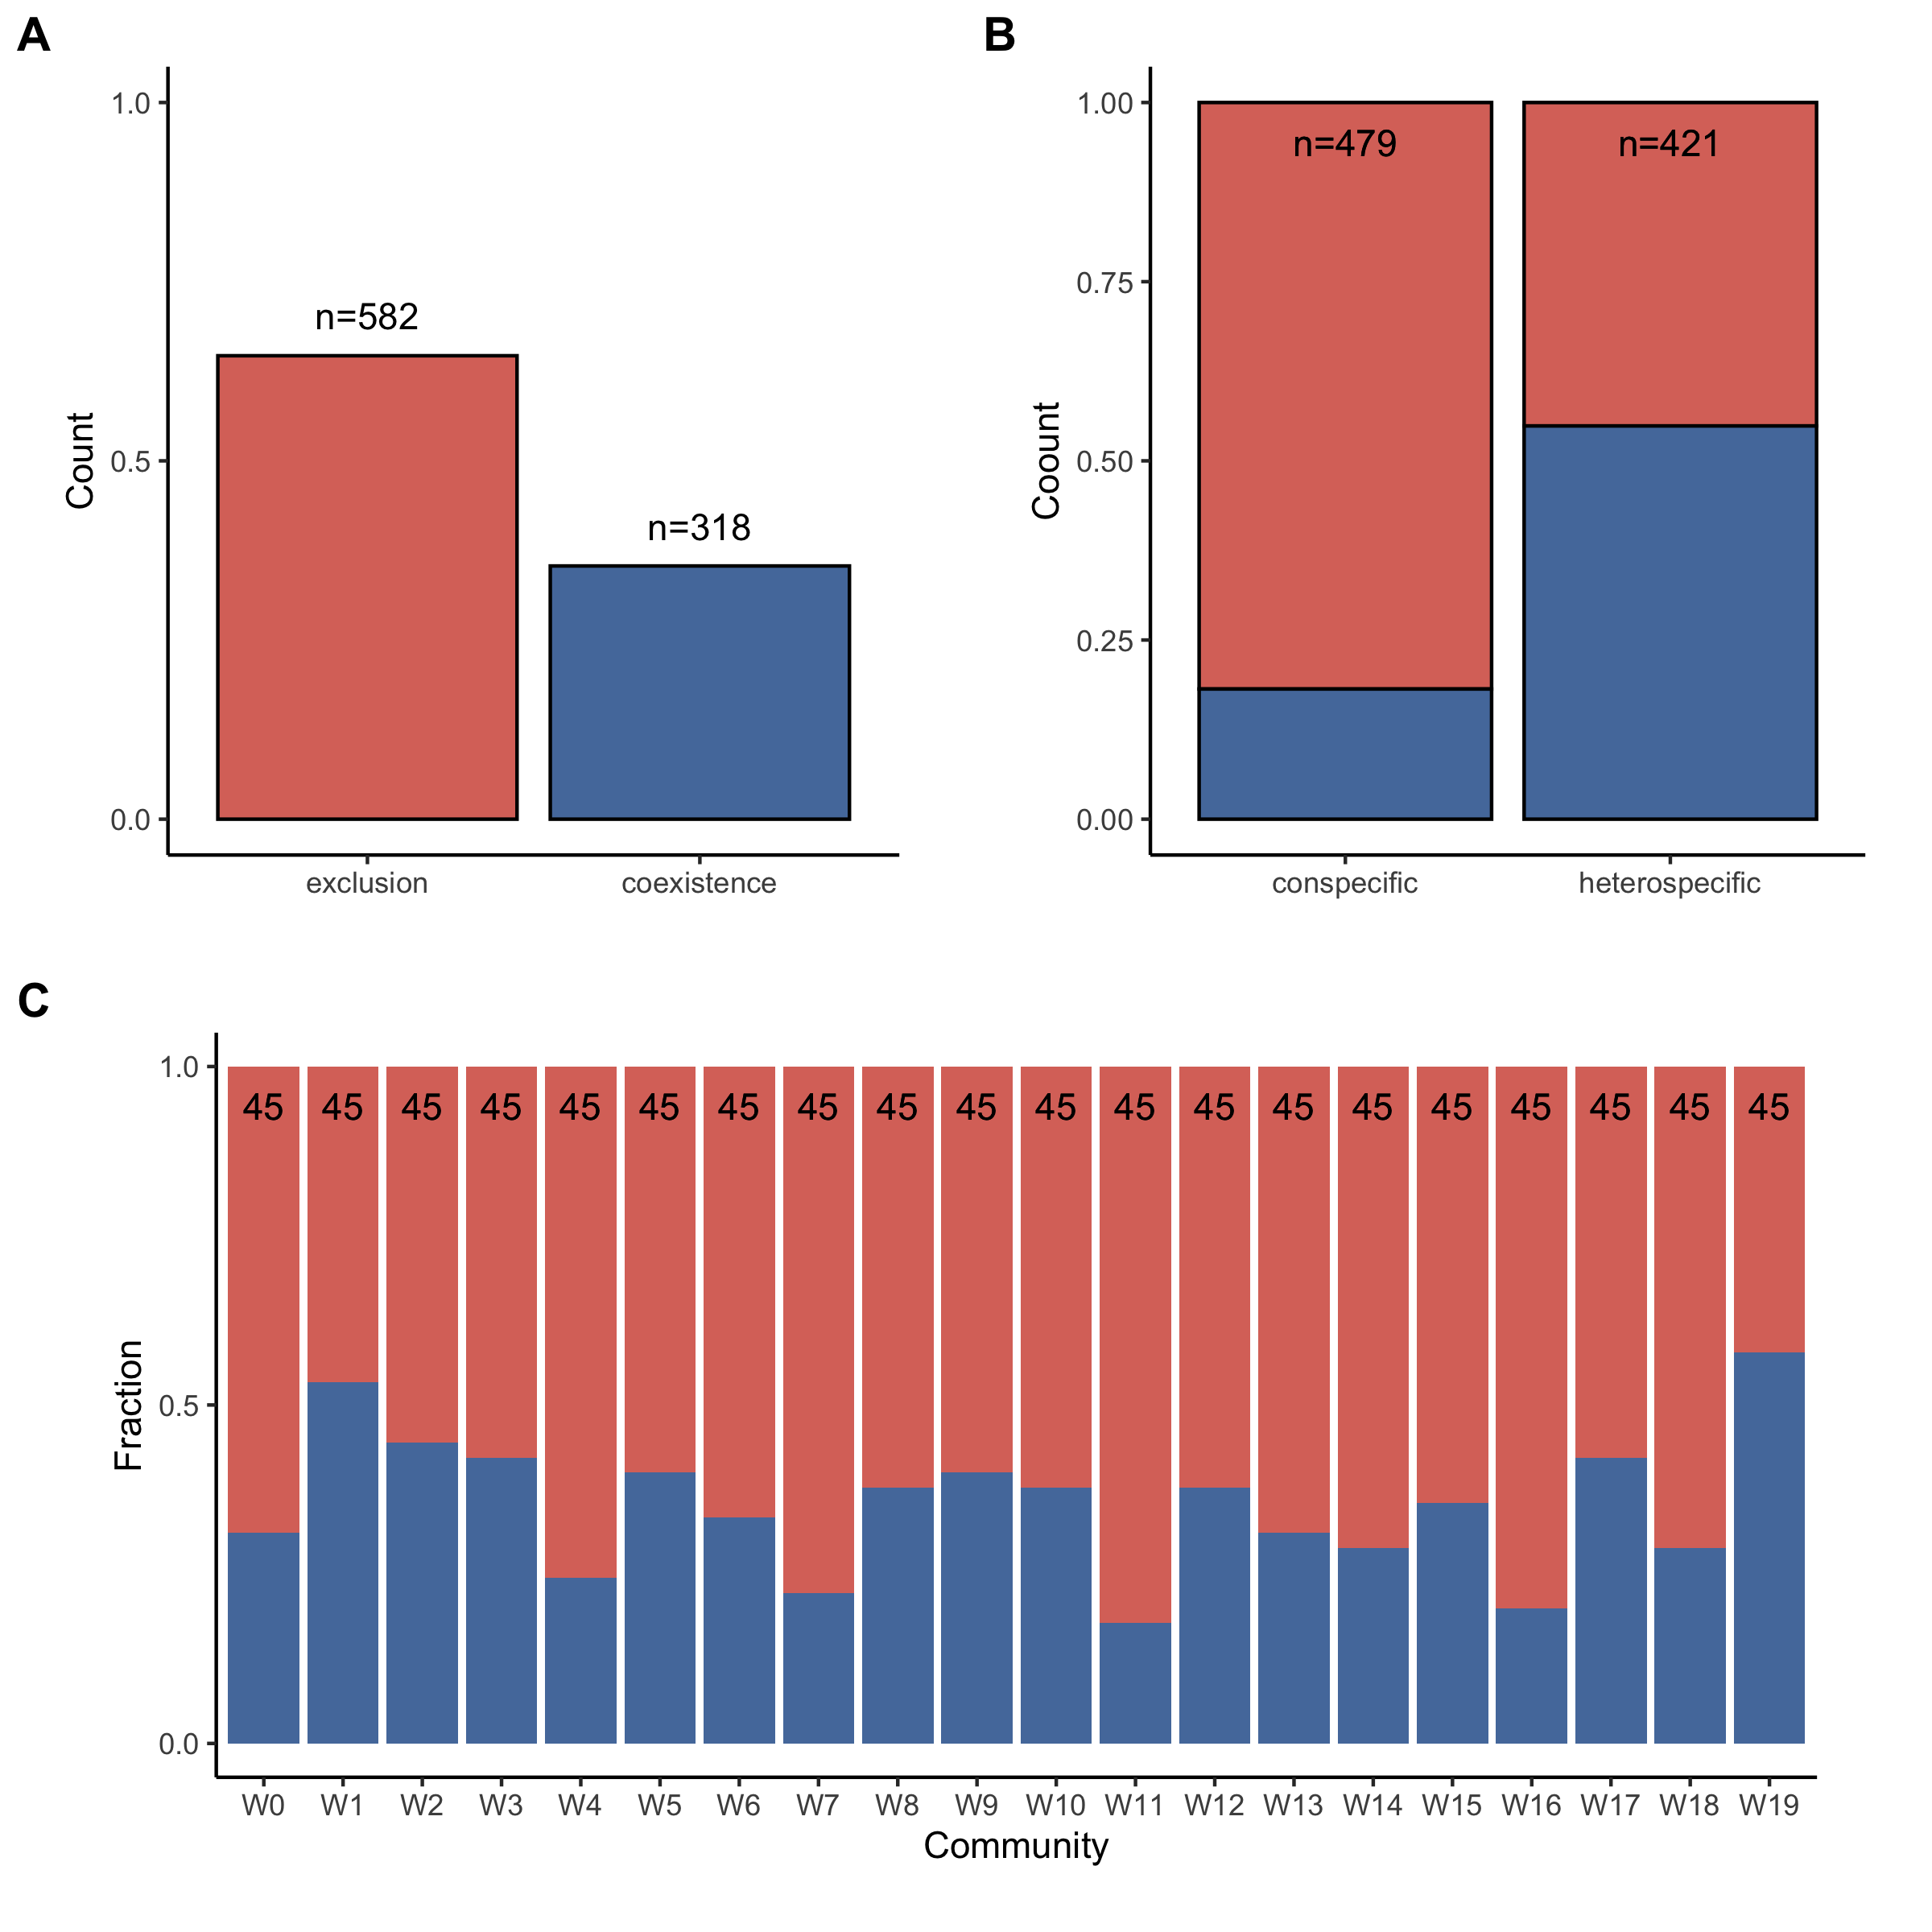 A
1.0
0.5
0.0
Count
n=582
n=318
exclusion
coexistence
B
1.00
0.75
0.50
0.25
0.00
Coount
n=479
n=421
conspecific
heterospecific
C
1.0
0.5
0.0
Fraction
45 45 45 45 45 45 45 45 45 45 45 45 45 45 45 45 45 45 45 45
W0 W1 W2 W3 W4 W5 W6 W7 W8 W9 W10 W11 W12 W13 W14 W15 W16 W17 W18 W19
Community